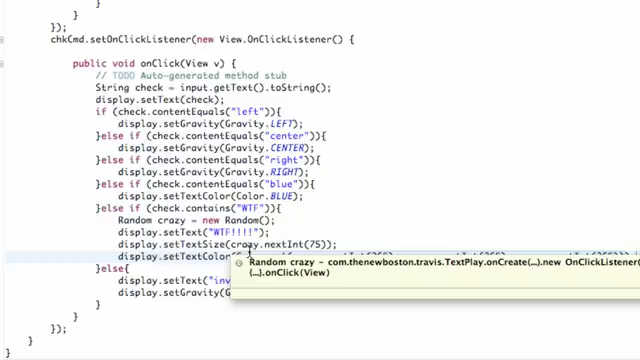 }
}
});
chkCmd.setOnClickListener(new View.OnClickListener() {
public void onClick(View v) {
// TODO Auto-generated method stub
String check = input.getText().toString();
display.setText(check);
if (check.contentEquals("left")){
display.setGravity(Gravity.LEFT);
}else if (check.contentEquals("center")){
display.setGravity(Gravity.CENTER);
}else if (check.contentEquals("right")){
display.setGravity(Gravity.RIGHT);
}else if (check.contentEquals("blue")){
display.setTextColor(Color.BLUE);
}else if (check.contains("WTF")){
Random crazy = new Random();
display.setText("WTF!!!!");
display.setTextSize(crazy.nextInt(75));
display.setTextColor(
Random crazy - com.thenewboston.travis.TextPlay.onCreate(...).new OnClickListener()
{...}.onClick(View)
}else{
display.setText("inv
display.setGravity(G
}
}
});
}
}